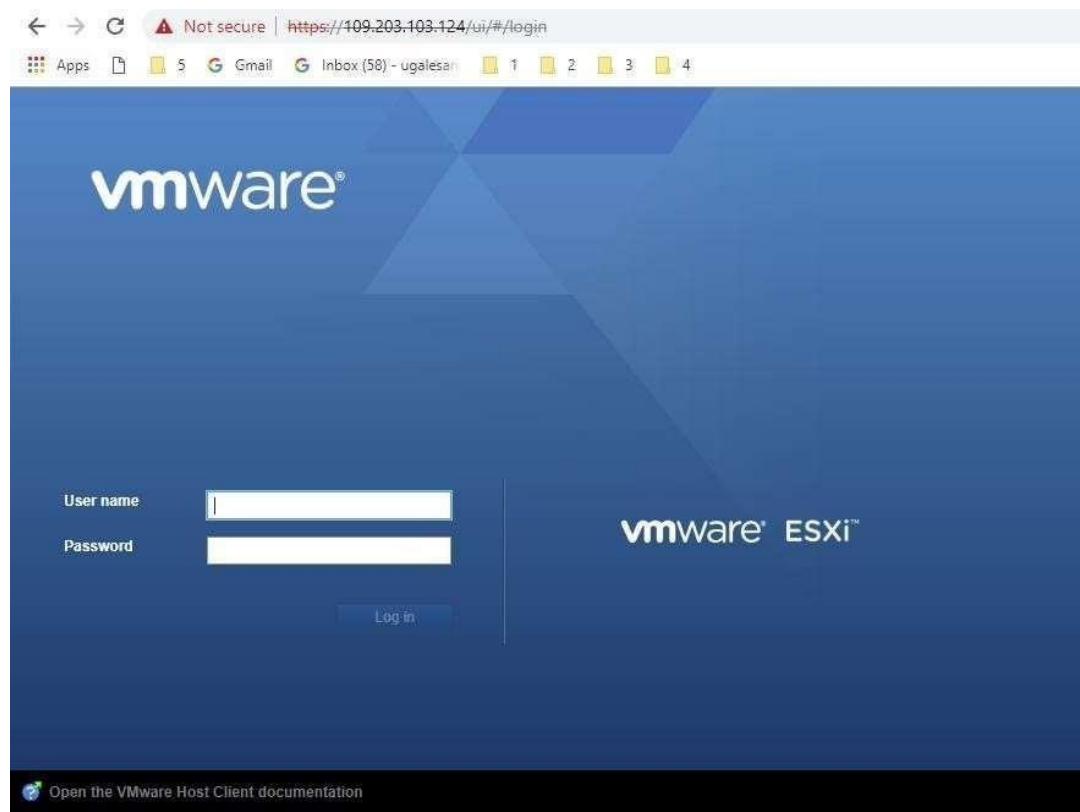 Not secure | https://109.203.103.124/ui/#/login
Apps 5 Gmail Inbox (58) - ugalesan 1 2 3 4
vmware®
User name
Password
vmware® ESXi™
Log in
Open the VMware Host Client documentation